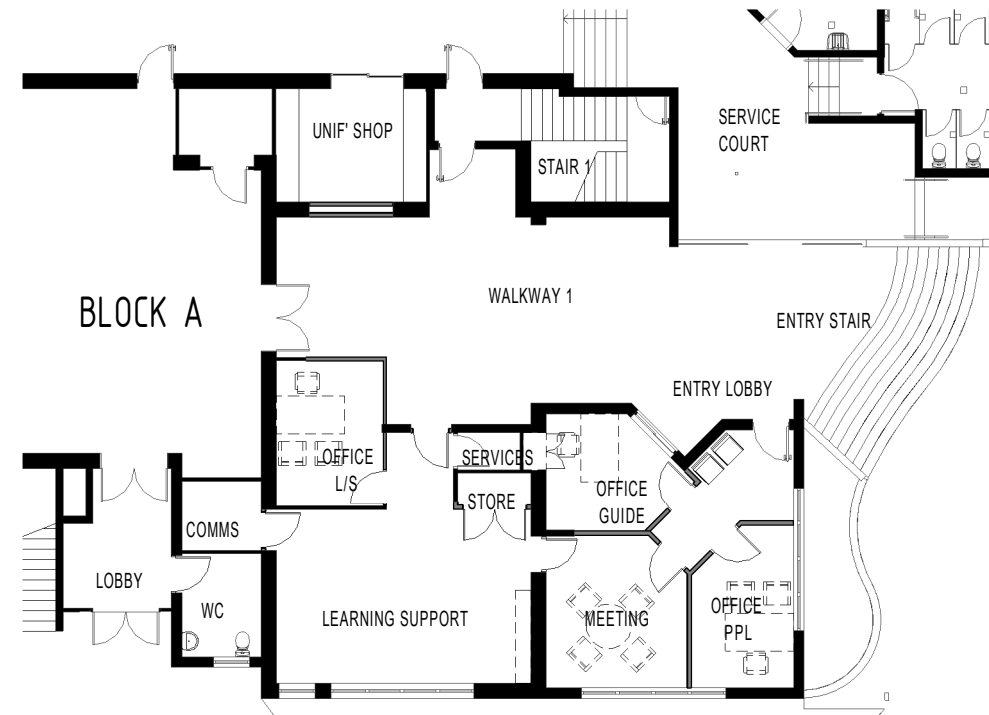 UNIF' SHOP
SERVICE
COURT
STAIR 1
WALKWAY 1
BLOCK A
ENTRY STAIR
ENTRY LOBBY
OFFICE
L/S
SERVICES
STORE
OFFICE
GUIDE
COMMS
LOBBY
WC
LEARNING SUPPORT
MEETING
OFFICE
PPL